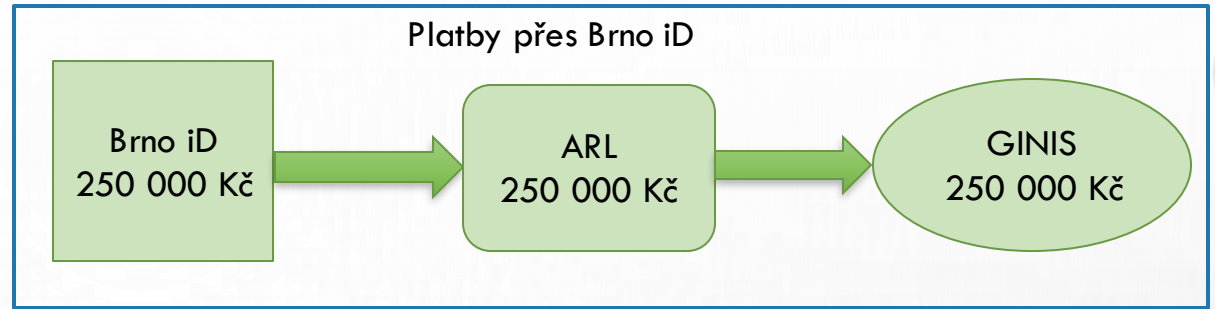 Platby přes Brno iD
Brno iD
250 000 Kč
ARL
250 000 Kč
GINIS
250 000 Kč